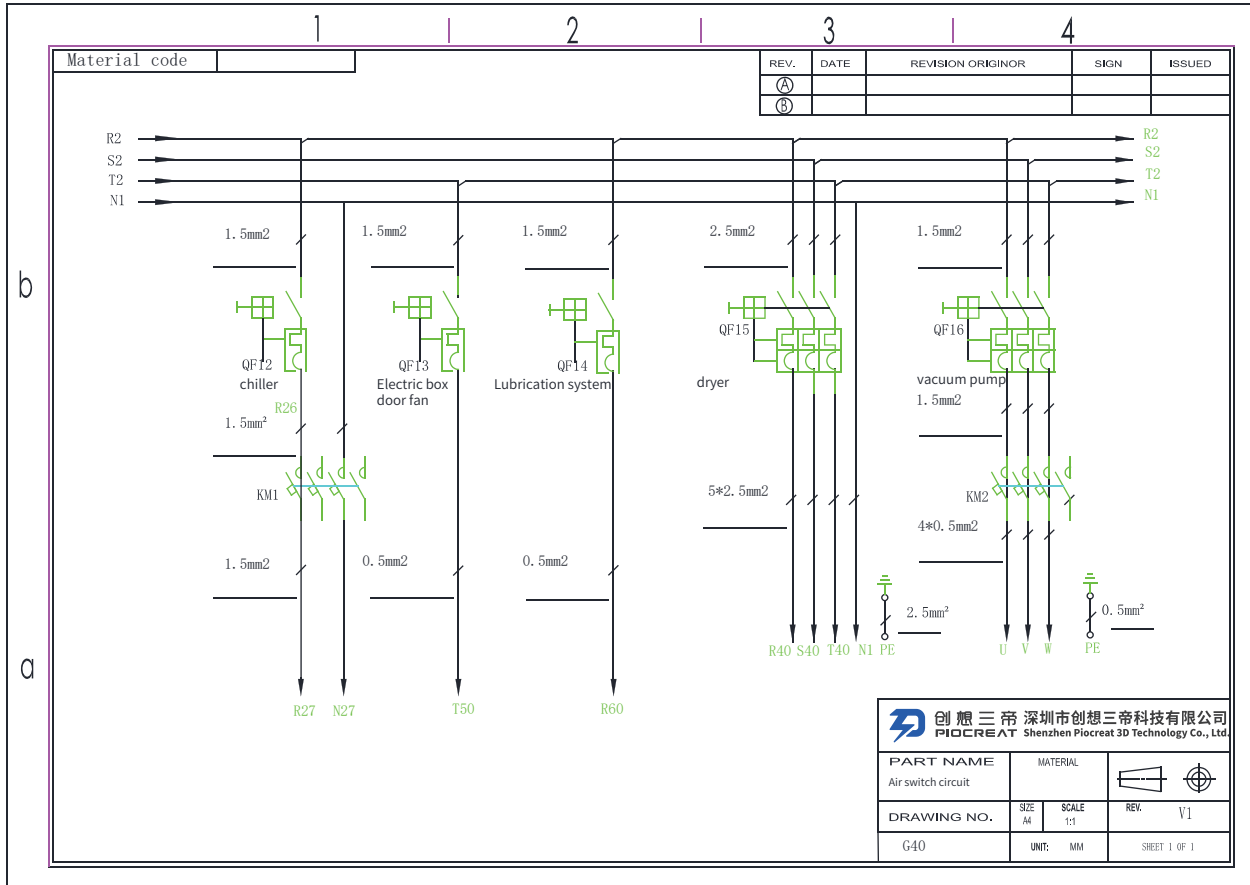 1 2 3 4
Material code
REV. DATE REVISION ORIGINOR SIGN ISSUED
A
B
R2 R2
S2 S2
T2 T2
N1 N1
1.5mm2 1.5mm2 1.5mm2 2.5mm2 1.5mm2
b
QF12 QF13 QF14 QF15 QF16
chiller
Electric box
door fan
Lubrication system
dryer
vacuum pump
R26
1.5mm²
1.5mm2
KM1
5*2.5mm2
KM2
4*0.5mm2
1.5mm2 0.5mm2 0.5mm2
2.5mm²
0.5mm²
R40 S40 T40 N1 PE U V W PE
a
R27 N27 T50 R60
创想三帝 深圳市创想三帝科技有限公司
PIOCREAT Shenzhen Piocreat 3D Technology Co., Ltd.
PART NAME MATERIAL
Air switch circuit
DRAWING NO. SIZE SCALE REV. V1
A4 1:1
G40 UNIT: MM SHEET 1 OF 1